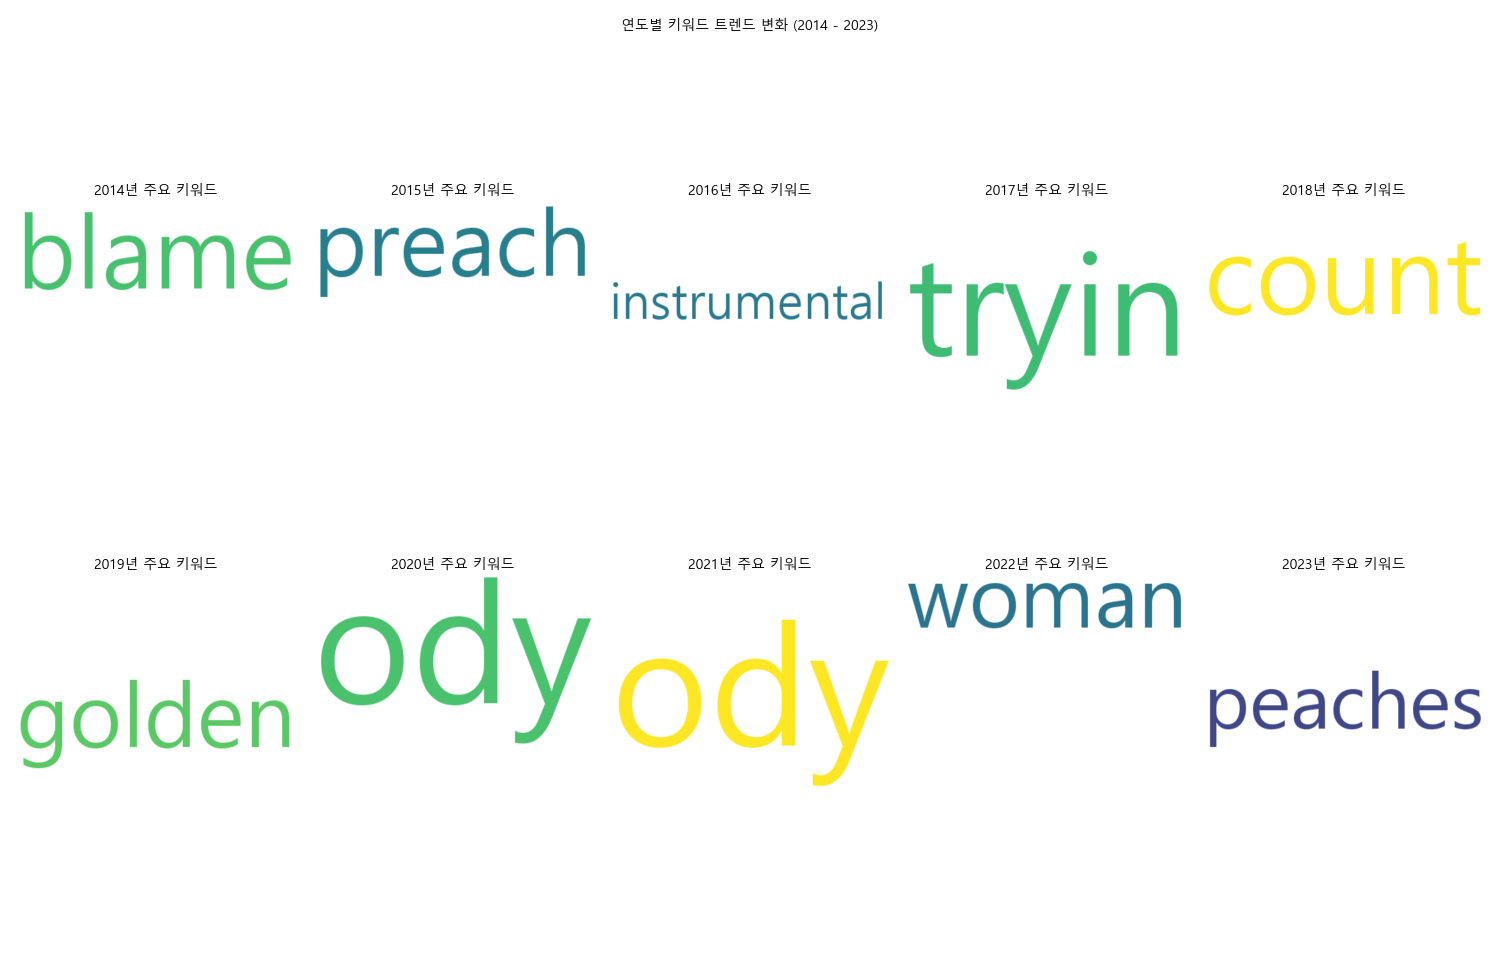 연도별 키워드 트렌드 변화 (2014 - 2023)
2014년 주요 키워드
blame
2015년 주요 키워드
preach
2016년 주요 키워드
instrumental
2017년 주요 키워드
tryin
2018년 주요 키워드
count
2019년 주요 키워드
golden
2020년 주요 키워드
ody
2021년 주요 키워드
ody
2022년 주요 키워드
woman
2023년 주요 키워드
peaches